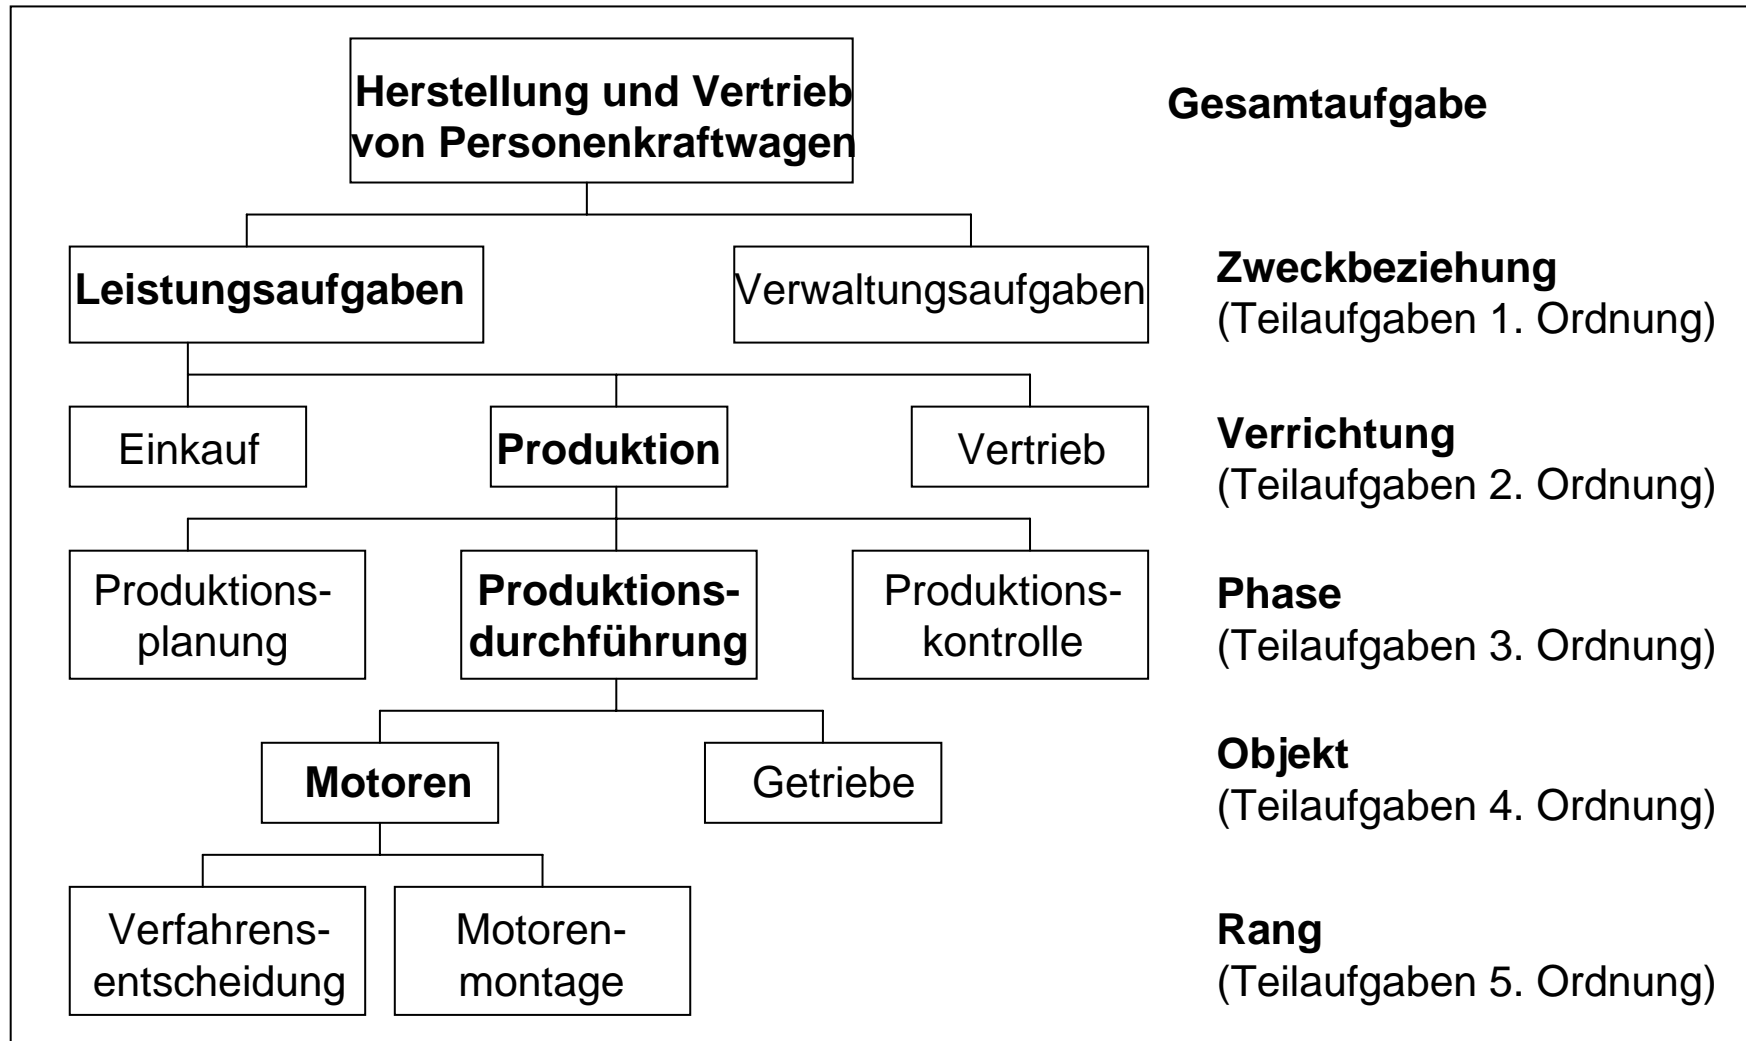 Herstellung und Vertrieb
von Personenkraftwagen
Gesamtaufgabe
Leistungsaufgaben
Verwaltungsaufgaben
Zweckbeziehung
(Teilaufgaben 1. Ordnung)
Einkauf
Produktion
Vertrieb
Verrichtung
(Teilaufgaben 2. Ordnung)
Produktions-
planung
Produktions-
durchführung
Produktions-
kontrolle
Phase
(Teilaufgaben 3. Ordnung)
Motoren
Getriebe
Objekt
(Teilaufgaben 4. Ordnung)
Verfahrens-
entscheidung
Motoren-
montage
Rang
(Teilaufgaben 5. Ordnung)